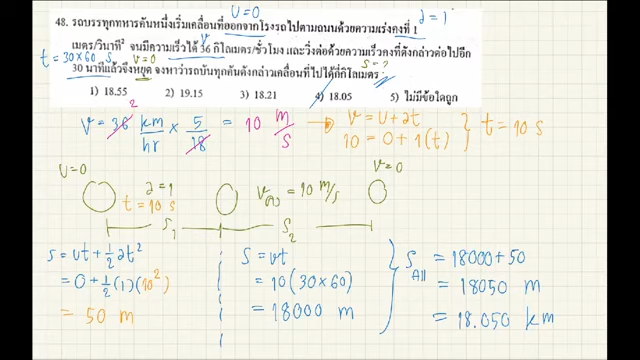 u=0
a=1
48. รถบรรทุกทหารคันหนึ่งเริ่มเคลื่อนที่ออกจากโรงรถไปตามถนนด้วยความเร่งคงที่ 1
t=30×60 s v=0 v
เมตร/วินาที² จนมีความเร็วได้ 36 กิโลเมตร/ชั่วโมง และวิ่งต่อด้วยความเร็วคงที่ดังกล่าวต่อไปอีก
s=?
30 นาทีแล้วจึงหยุด จงหาว่ารถบันทุกคันดังกล่าวเคลื่อนที่ไปได้กี่กิโลเมตร
1) 18.55 2) 19.15 3) 18.21 4) 18.05 5) ไม่มีข้อใดถูก
v = 36 km/hr × 5/18 = 10 m/s → v = u+at
2
10 = 0+1(t) } t = 10 s
u=0 a=1 t=10 s v คงที่ = 10 m/s v=0
S₁ S₂
s = ut+½at² S = vt S All = 18000+50
= 0+½(1)(10²) = 10(30×60) = 18050 m
= 50 m = 18000 m = 18.050 km